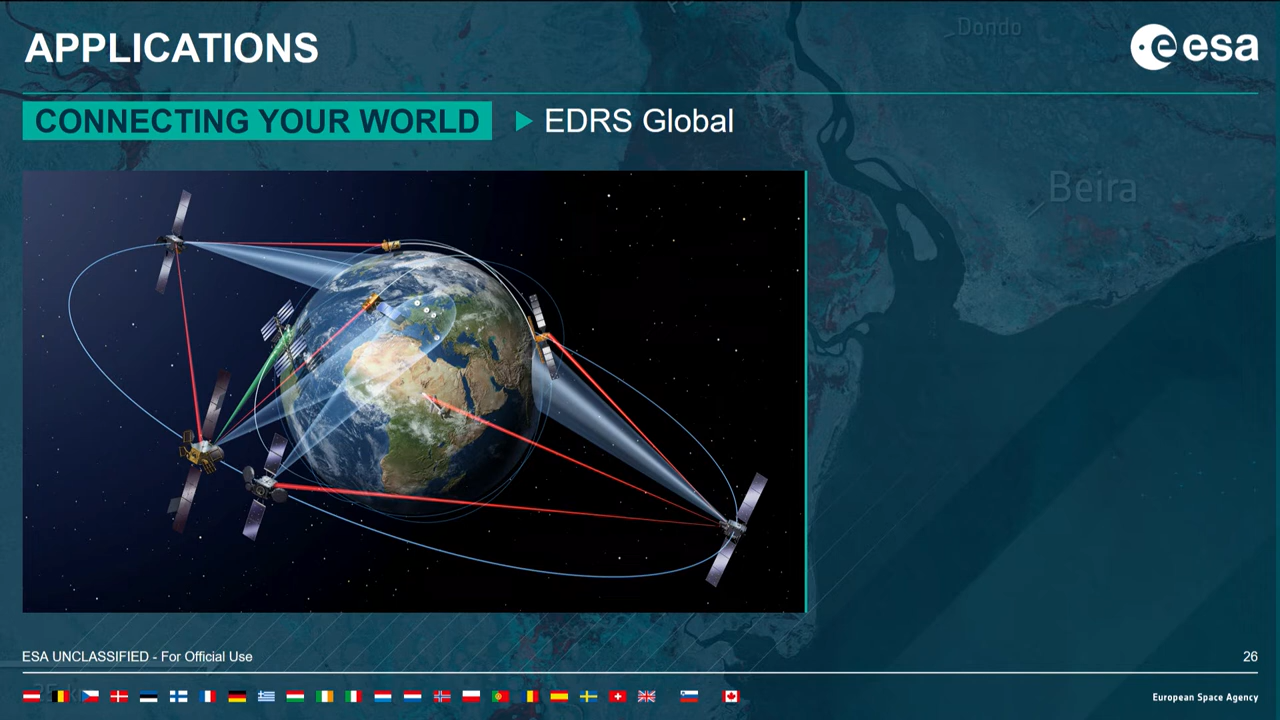 APPLICATIONS
Dondo
esa
CONNECTING YOUR WORLD
EDRS Global
Beira
ESA UNCLASSIFIED - For Official Use
26
European Space Agency